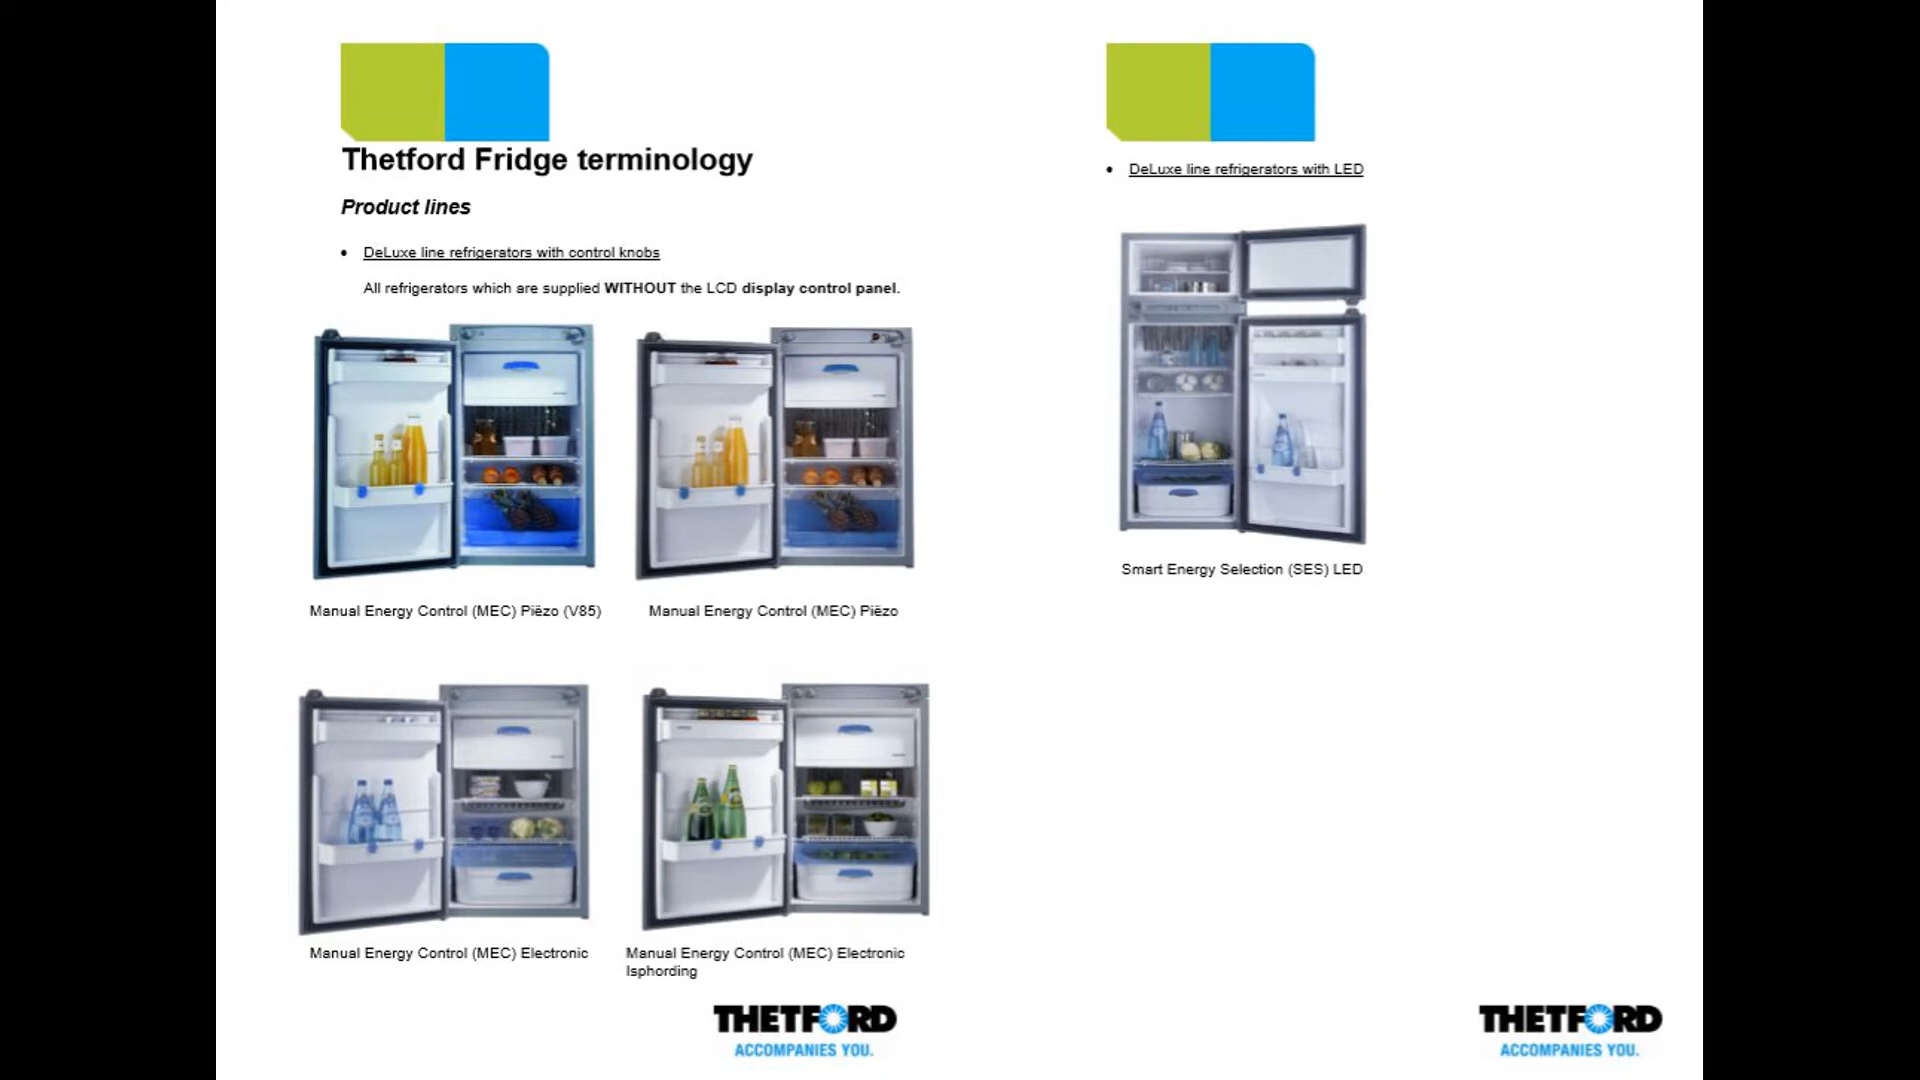 Thetford Fridge terminology
Product lines
• DeLuxe line refrigerators with control knobs
All refrigerators which are supplied WITHOUT the LCD display control panel.
Manual Energy Control (MEC) Piëzo (V85)
Manual Energy Control (MEC) Piëzo
Manual Energy Control (MEC) Electronic
Manual Energy Control (MEC) Electronic
Isphording
THETFORD
ACCOMPANIES YOU.
• DeLuxe line refrigerators with LED
Smart Energy Selection (SES) LED
THETFORD
ACCOMPANIES YOU.